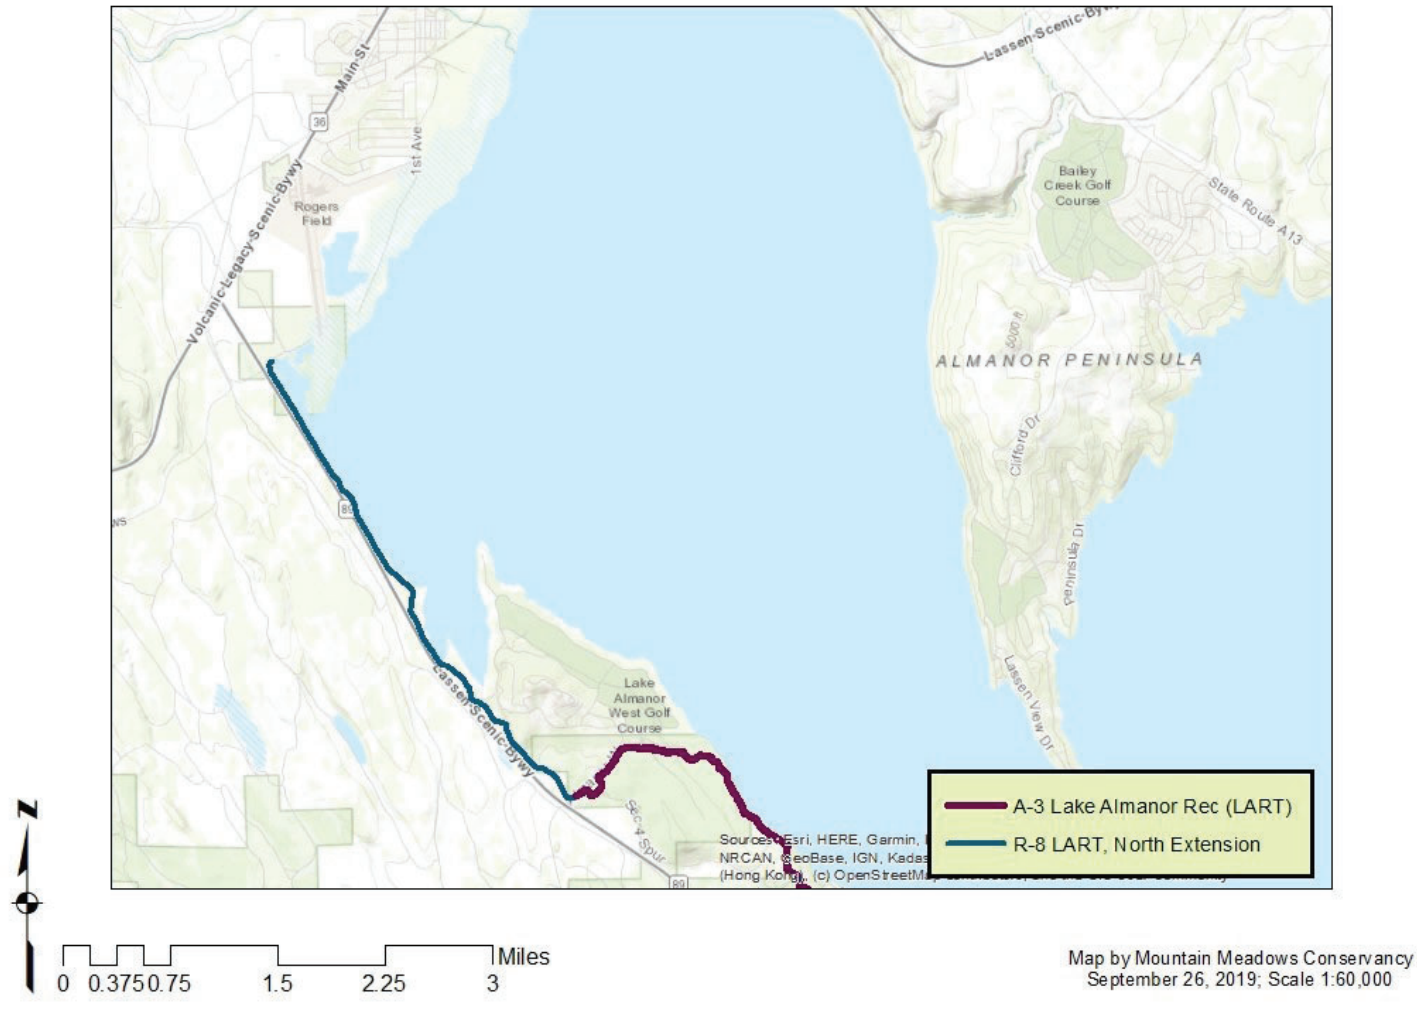 Lassen-Scenic-Bywy
Main-St
36
1st Ave
Bailey
Creek Golf
Course
State Route A13
Volcanic-Legacy-Scenic-Bywy
Rogers
Field
5000 ft
ALMANOR PENINSULA
Clifford Dr
89
ws
Peninsula Dr
Lassen View Dr
Lake
Almanor
West Golf
Course
Lassen-Scenic-Bywy
Sec-4 Spur
89
A-3 Lake Almanor Rec (LART)
R-8 LART, North Extension
Sources: Esri, HERE, Garmin,
NRCAN, GeoBase, IGN, Kadas
(Hong Kong), (c) OpenStreetMap
N
Miles
0 0.375 0.75 1.5 2.25 3
Map by Mountain Meadows Conservancy
September 26, 2019; Scale 1:60,000